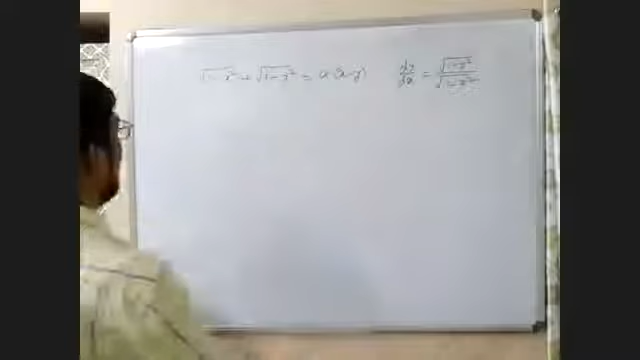 √1-x² + √1-y² = a(x-y) dy/dx = √1-y²/√1-x²